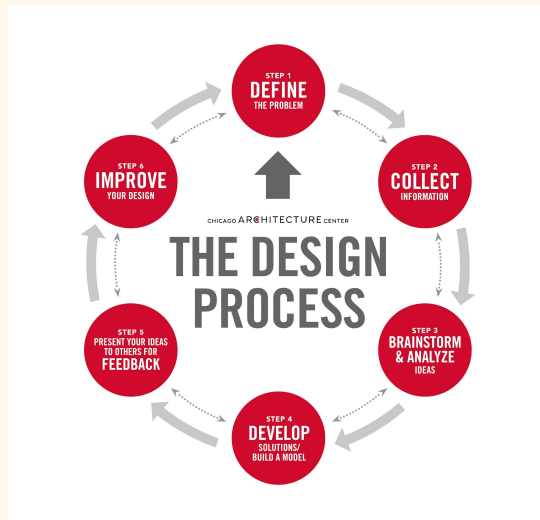 STEP 1
DEFINE
THE PROBLEM
STEP 2
COLLECT
INFORMATION
STEP 3
BRAINSTORM
& ANALYZE
IDEAS
STEP 4
DEVELOP
SOLUTIONS/
BUILD A MODEL
STEP 5
PRESENT YOUR IDEAS
TO OTHERS FOR
FEEDBACK
STEP 6
IMPROVE
YOUR DESIGN
CHICAGO ARCHITECTURE CENTER
THE DESIGN
PROCESS